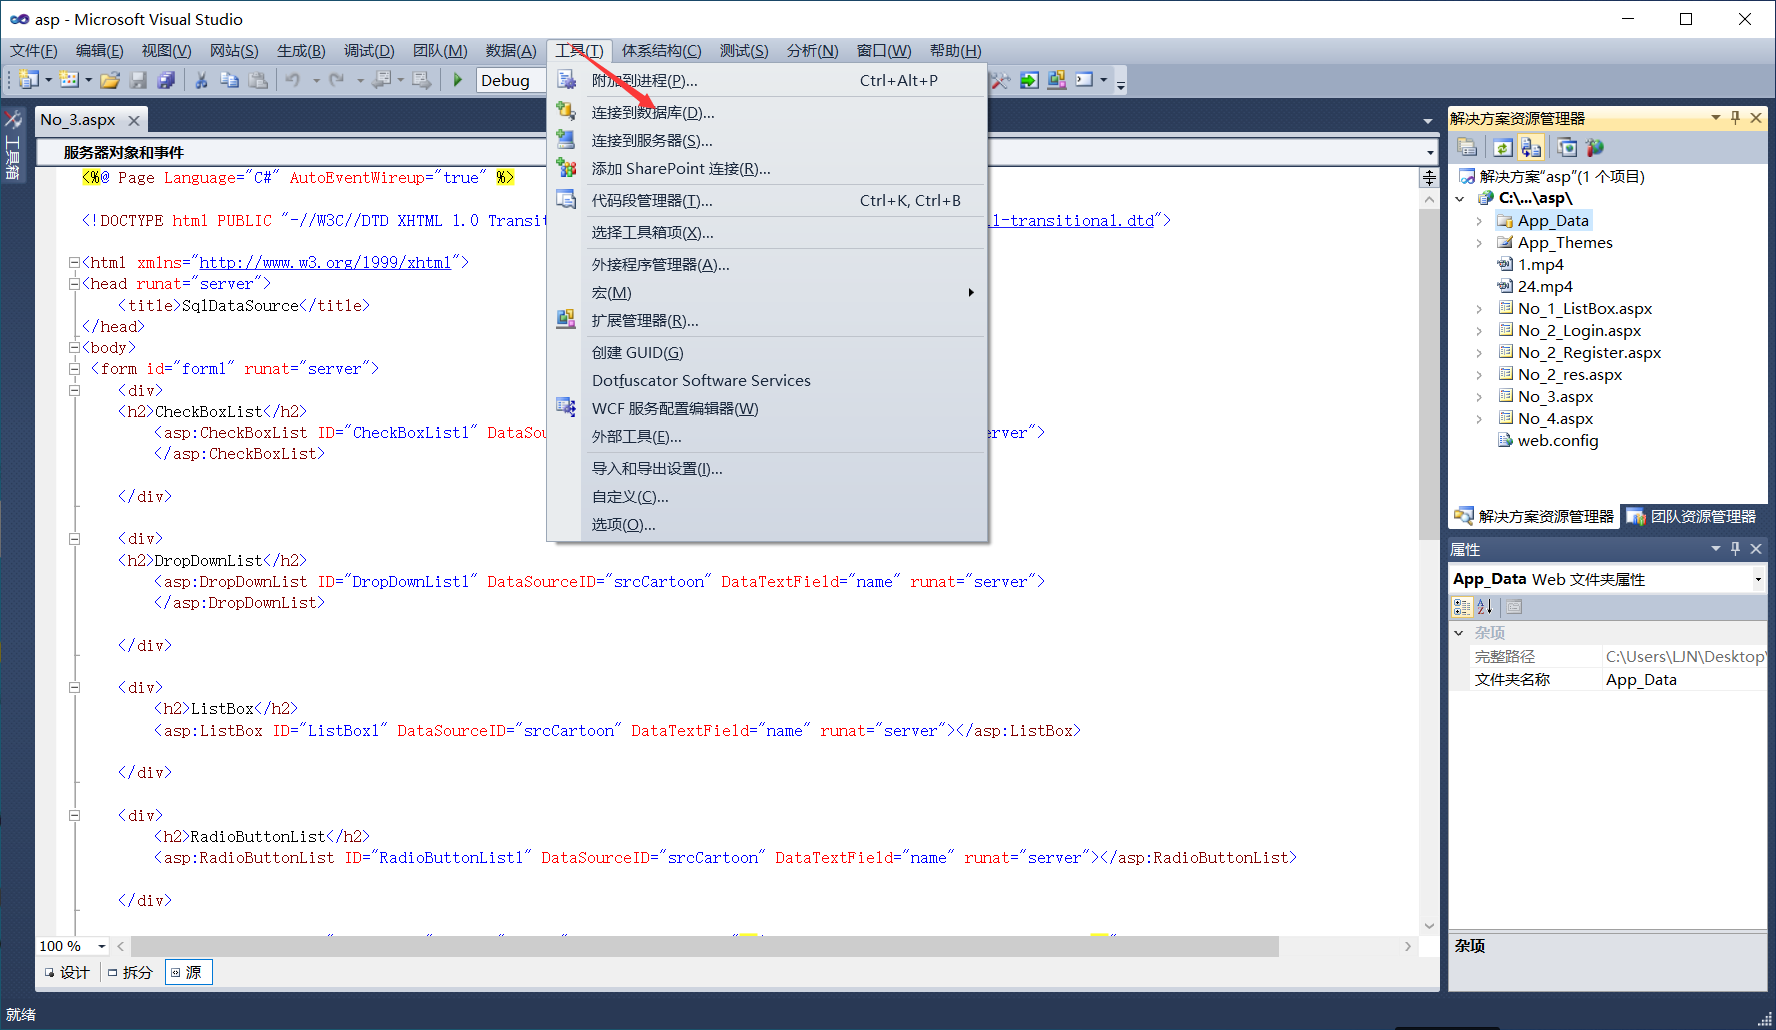 asp - Microsoft Visual Studio
文件(F) 编辑(E) 视图(V) 网站(S) 生成(B) 调试(D) 团队(M) 数据(A) 工具(T) 体系结构(C) 测试(S) 分析(N) 窗口(W) 帮助(H)
Debug
附加到进程(P)... Ctrl+Alt+P
连接到数据库(D)...
连接到服务器(S)...
添加 SharePoint 连接(R)...
代码段管理器(T)... Ctrl+K, Ctrl+B
选择工具箱项(X)...
外接程序管理器(A)...
宏(M)
扩展管理器(R)...
创建 GUID(G)
Dotfuscator Software Services
WCF 服务配置编辑器(W)
外部工具(E)...
导入和导出设置(I)...
自定义(C)...
选项(O)...
工具箱
No_3.aspx
服务器对象和事件
<%@ Page Language="C#" AutoEventWireup="true" %>
<!DOCTYPE html PUBLIC "-//W3C//DTD XHTML 1.0 Transit l-transitional.dtd">
<html xmlns="http://www.w3.org/1999/xhtml">
<head runat="server">
<title>SqlDataSource</title>
</head>
<body>
<form id="form1" runat="server">
<div>
<h2>CheckBoxList</h2>
<asp:CheckBoxList ID="CheckBoxList1" DataSou erver">
</asp:CheckBoxList>
</div>
<div>
<h2>DropDownList</h2>
<asp:DropDownList ID="DropDownList1" DataSourceID="srcCartoon" DataTextField="name" runat="server">
</asp:DropDownList>
</div>
<div>
<h2>ListBox</h2>
<asp:ListBox ID="ListBox1" DataSourceID="srcCartoon" DataTextField="name" runat="server"></asp:ListBox>
</div>
<div>
<h2>RadioButtonList</h2>
<asp:RadioButtonList ID="RadioButtonList1" DataSourceID="srcCartoon" DataTextField="name" runat="server"></asp:RadioButtonList>
</div>
100 %
设计 拆分 源
就绪
解决方案资源管理器
解决方案"asp"(1 个项目)
C:\...\asp\
App_Data
App_Themes
1.mp4
24.mp4
No_1_ListBox.aspx
No_2_Login.aspx
No_2_Register.aspx
No_2_res.aspx
No_3.aspx
No_4.aspx
web.config
解决方案资源管理器 团队资源管理器
属性
App_Data Web 文件夹属性
杂项
完整路径 C:\Users\LJN\Desktop\
文件夹名称 App_Data
杂项